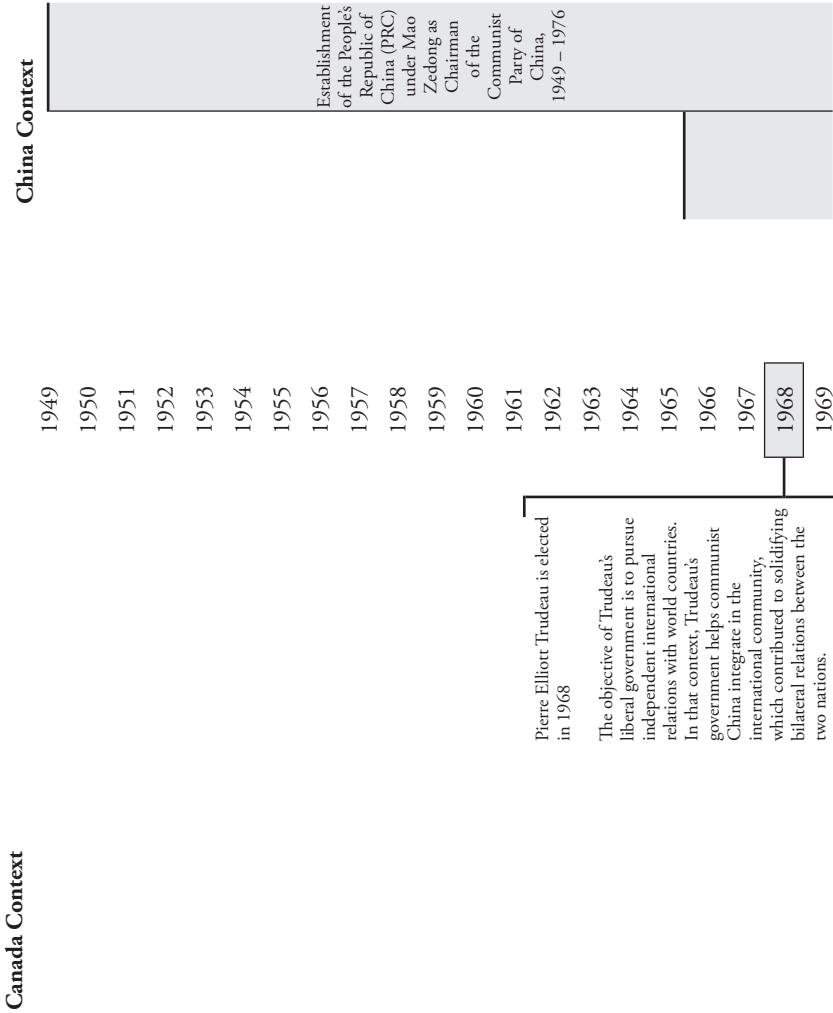 Canada Context
Pierre Elliott Trudeau is elected
in 1968
The objective of Trudeau's
liberal government is to pursue
independent international
relations with world countries.
In that context, Trudeau's
government helps communist
China integrate in the
international community,
which contributed to solidifying
bilateral relations between the
two nations.
1949
1950
1951
1952
1953
1954
1955
1956
1957
1958
1959
1960
1961
1962
1963
1964
1965
1966
1967
1968
1969
China Context
Establishment
of the People's
Republic of
China (PRC)
under Mao
Zedong as
Chairman
of the
Communist
Party of
China,
1949 – 1976